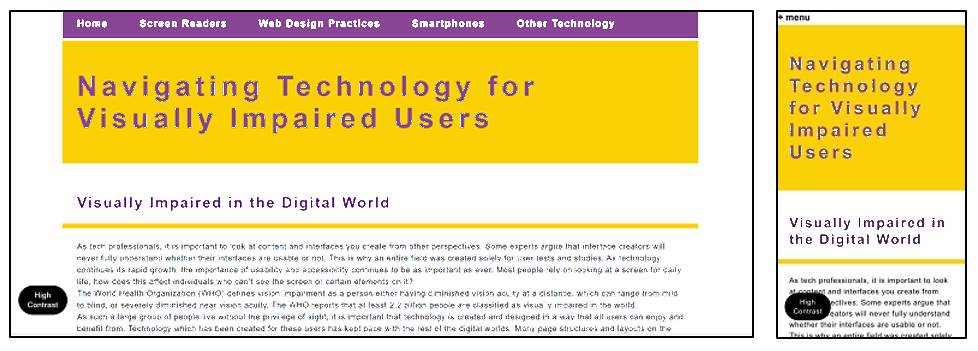 Home Screen Readers Web Design Practices Smartphones Other Technology
Navigating Technology for
Visually Impaired Users
Visually Impaired in the Digital World
As tech professionals, it is important to look at content and interfaces you create from other perspectives. Some experts argue that interface creators will
never fully understand whether their interfaces are usable or not. This is why an entire field was created solely for user tests and studies. As technology
continues its rapid growth, the importance of usability and accessibility continues to be as important as ever. Most people rely on looking at a screen for daily
life, how does this affect individuals who can't see the screen or certain elements on it?
The World Health Organization (WHO) defines vision impairment as a person either having diminished vision acuity at a distance, which can range from mild
to blind, or severely diminished near vision acuity. The WHO reports that at least 2.2 billion people are classified as visually impaired in the world.
As such a large group of people live without the privilege of sight, it is important that technology is created and designed in a way that all users can enjoy and
benefit from. Technology which has been created for these users has kept pace with the rest of the digital worlds. Many page structures and layouts on the
High
Contrast
+ menu
Navigating
Technology
for Visually
Impaired
Users
Visually Impaired in
the Digital World
As tech professionals, it is important to look
at content and interfaces you create from
ectives. Some experts argue that
eators will never fully understand
whether their interfaces are usable or not.
This is why an entire field was created solely
High
Contrast